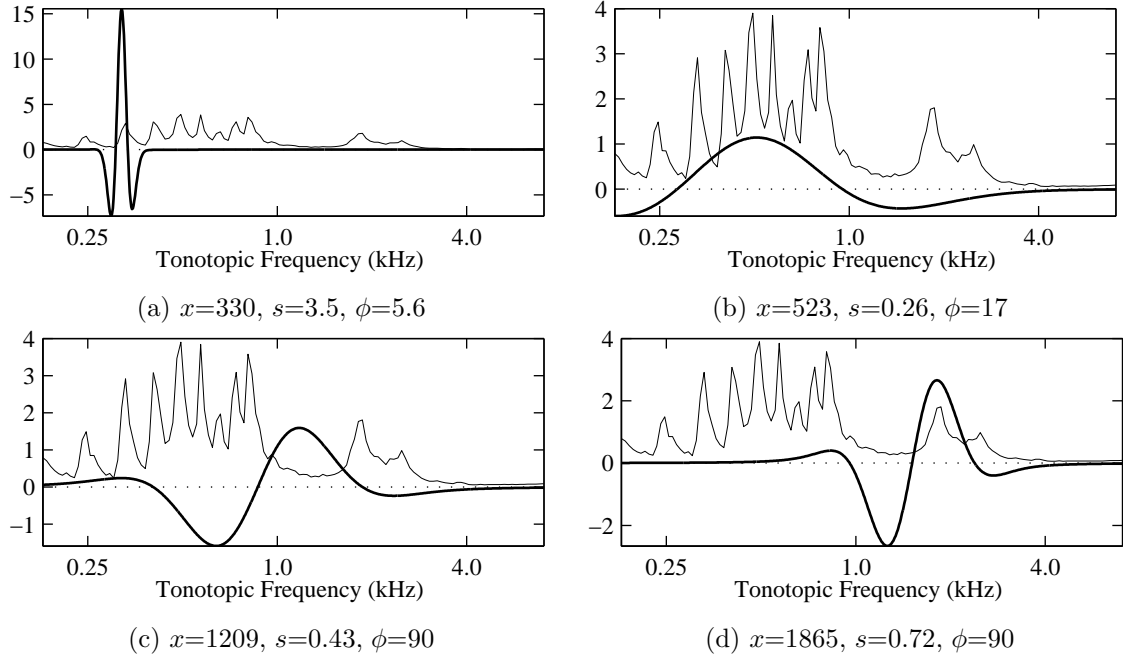 15
10
5
0
−5
0.25 1.0 4.0
Tonotopic Frequency (kHz)
(a) x=330, s=3.5, ϕ=5.6
4
3
2
1
0
0.25 1.0 4.0
Tonotopic Frequency (kHz)
(b) x=523, s=0.26, ϕ=17
4
3
2
1
0
−1
0.25 1.0 4.0
Tonotopic Frequency (kHz)
(c) x=1209, s=0.43, ϕ=90
4
2
0
−2
0.25 1.0 4.0
Tonotopic Frequency (kHz)
(d) x=1865, s=0.72, ϕ=90